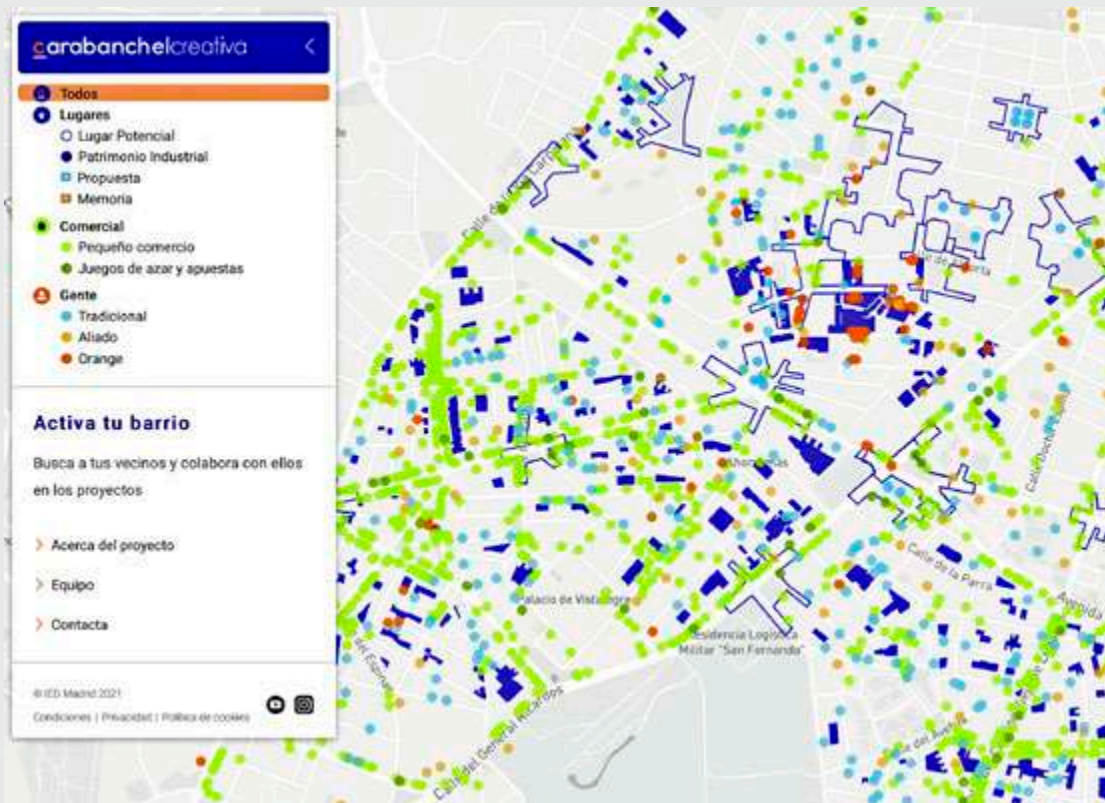 carabanchelcreativa
Todos
Lugares
Lugar Potencial
Patrimonio Industrial
Propuesta
Memoria
Comercial
Pequeño comercio
Juegos de azar y apuestas
Gente
Tradicional
Aliado
Orange
Activa tu barrio
Busca a tus vecinos y colabora con ellos
en los proyectos
Acerca del proyecto
Equipo
Contacta
© IED Madrid 2021
Condiciones | Privacidad | Política de cookies
Calle de
Calle de la Parra
Avenida
Palacio de Vistalegre
Residencia Logística
Militar "San Fernando"
Calle del General Ricardos